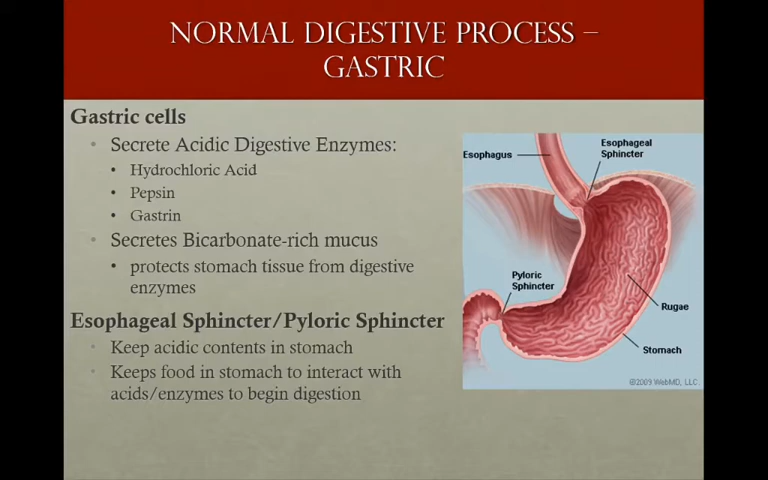 NORMAL DIGESTIVE PROCESS –
GASTRIC
Gastric cells
• Secrete Acidic Digestive Enzymes:
• Hydrochloric Acid
• Pepsin
• Gastrin
• Secretes Bicarbonate-rich mucus
• protects stomach tissue from digestive
enzymes
Esophageal Sphincter/Pyloric Sphincter
• Keep acidic contents in stomach
• Keeps food in stomach to interact with
acids/enzymes to begin digestion
Esophagus
Esophageal
Sphincter
Pyloric
Sphincter
Rugae
Stomach
©2009 WebMD, LLC.